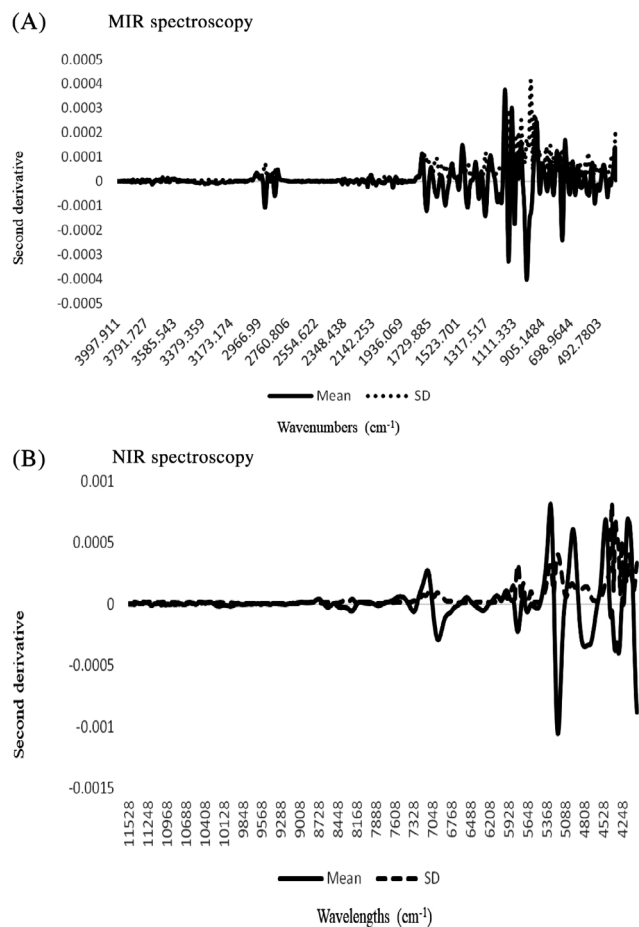 (A) MIR spectroscopy
0.0005
0.0004
0.0003
0.0002
0.0001
0
-0.0001
-0.0002
-0.0003
-0.0004
-0.0005
Second derivative
3997.911 3791.727 3585.543 3379.359 3173.174 2966.99 2760.806 2554.622 2348.438 2142.253 1936.069 1729.885 1523.701 1317.517 1111.333 905.1484 698.9644 492.7803
Mean SD
Wavenumbers (cm-1)
(B) NIR spectroscopy
0.001
0.0005
0
-0.0005
-0.001
-0.0015
Second derivative
11528 11248 10968 10688 10408 10128 9848 9568 9288 9008 8728 8448 8168 7888 7608 7328 7048 6768 6488 6208 5928 5648 5368 5088 4808 4528 4248
Mean SD
Wavelengths (cm-1)